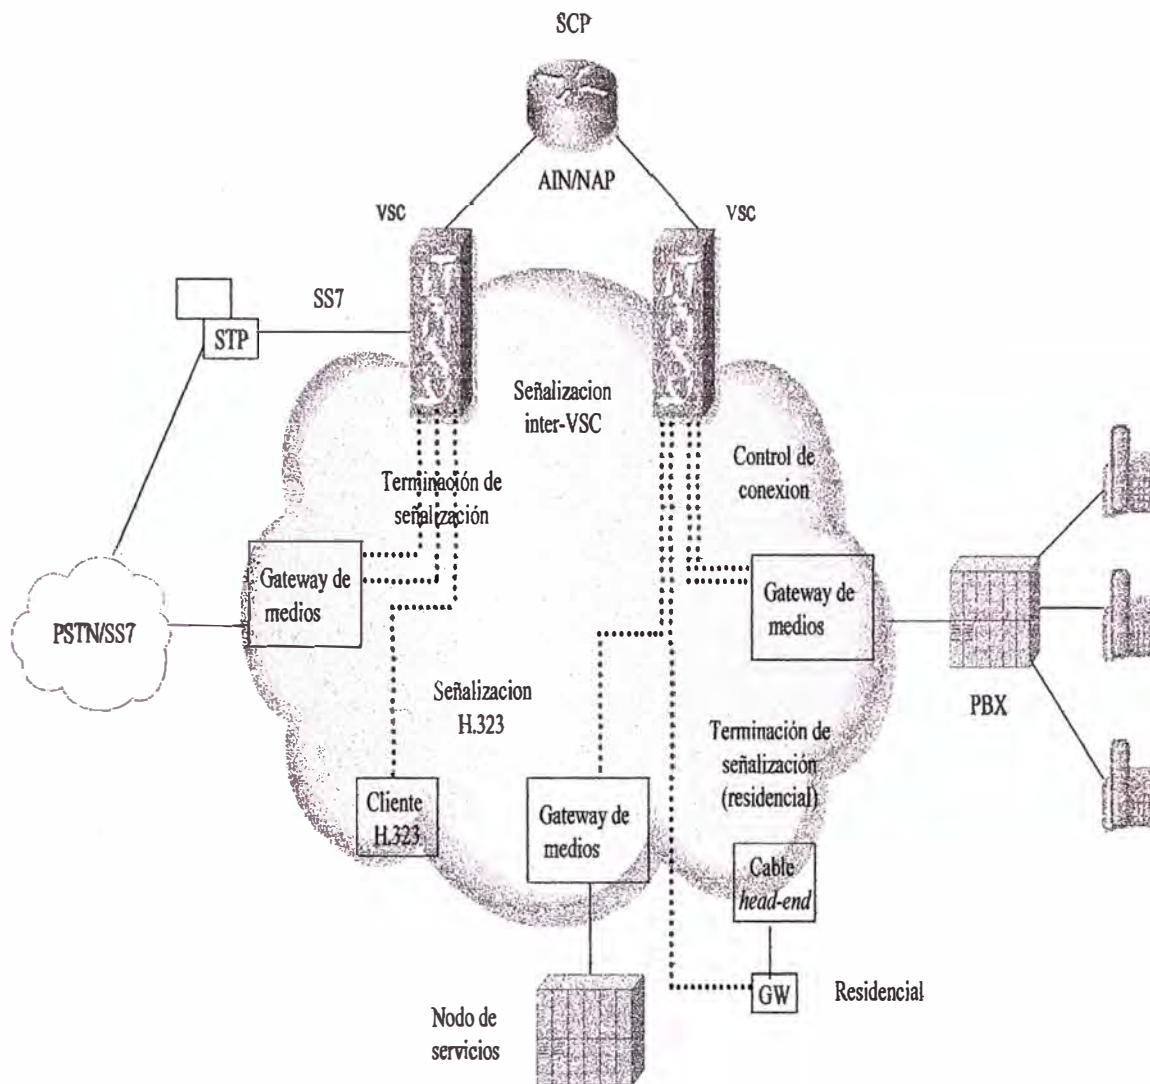 SCP
AIN/NAP
VSC
VSC
SS7
STP
Señalizacion
inter-VSC
Control de
conexion
Terminación de
señalización
Gateway de
medios
Gateway de
medios
PSTN/SS7
PBX
Señalizacion
H.323
Terminación de
señalización
(residencial)
Cliente
H.323
Gateway de
medios
Cable
head-end
GW
Residencial
Nodo de
servicios